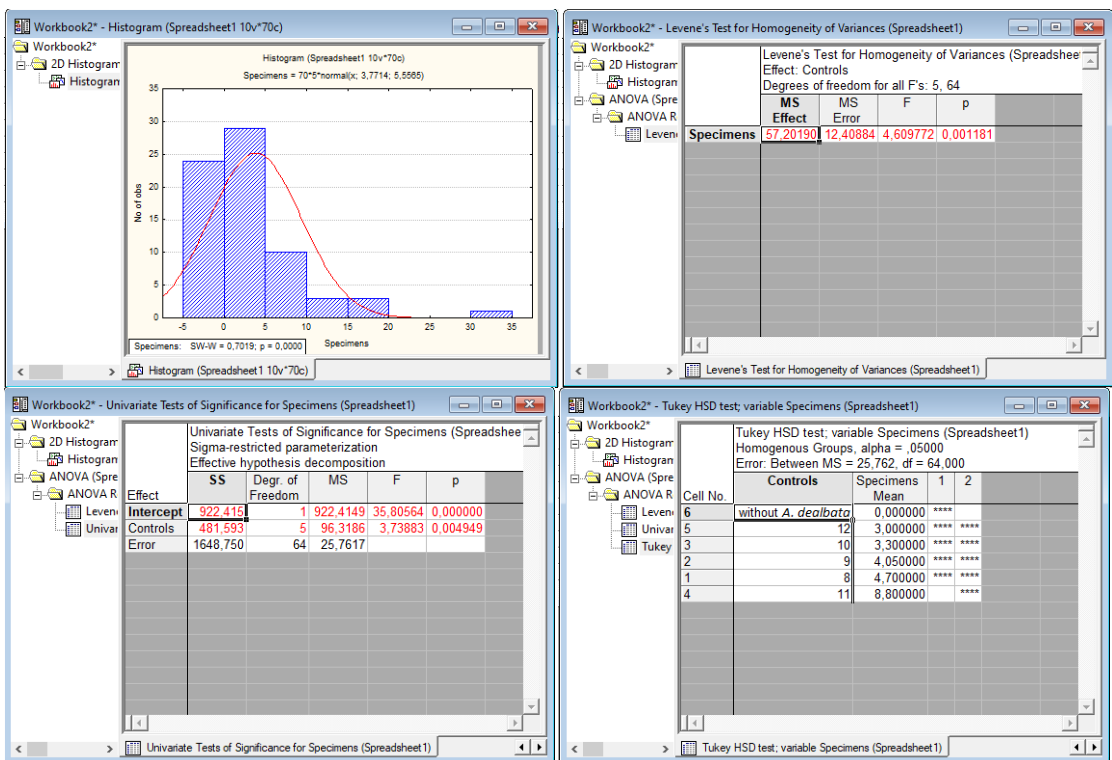 Workbook2* - Histogram (Spreadsheet1 10v*70c)
Workbook2*
2D Histogram
Histogram
Histogram (Spreadsheet1 10v*70c)
Specimens = 70*5*normal(x; 3,7714; 5,5565)
35
30
25
20
15
10
5
0
No of obs
-5 0 5 10 15 20 25 30 35
Specimens
Specimens: SW-W = 0,7019; p = 0,0000
Histogram (Spreadsheet1 10v*70c)
Workbook2* - Levene's Test for Homogeneity of Variances (Spreadsheet1)
Workbook2*
2D Histogram
Histogram
ANOVA (Spre
ANOVA R
Leven
Levene's Test for Homogeneity of Variances (Spreadshee
Effect: Controls
Degrees of freedom for all F's: 5, 64
MS Effect MS Error F p
Specimens 57,20190 12,40884 4,609772 0,001181
Levene's Test for Homogeneity of Variances (Spreadsheet1)
Workbook2* - Univariate Tests of Significance for Specimens (Spreadsheet1)
Workbook2*
2D Histogram
Histogram
ANOVA (Spre
ANOVA R
Leven
Univar
Univariate Tests of Significance for Specimens (Spreadshee
Sigma-restricted parameterization
Effective hypothesis decomposition
Effect SS Degr. of Freedom MS F p
Intercept 922,415 1 922,4149 35,80564 0,000000
Controls 481,593 5 96,3186 3,73883 0,004949
Error 1648,750 64 25,7617
Univariate Tests of Significance for Specimens (Spreadsheet1)
Workbook2* - Tukey HSD test; variable Specimens (Spreadsheet1)
Workbook2*
2D Histogram
Histogram
ANOVA (Spre
ANOVA R
Leven
Univar
Tukey
Tukey HSD test; variable Specimens (Spreadsheet1)
Homogenous Groups, alpha = ,05000
Error: Between MS = 25,762, df = 64,000
Cell No. Controls Specimens Mean 1 2
6 without A. dealbata 0,000000 ****
5 12 3,000000 **** ****
3 10 3,300000 **** ****
2 9 4,050000 **** ****
1 8 4,700000 **** ****
4 11 8,800000 ****
Tukey HSD test; variable Specimens (Spreadsheet1)